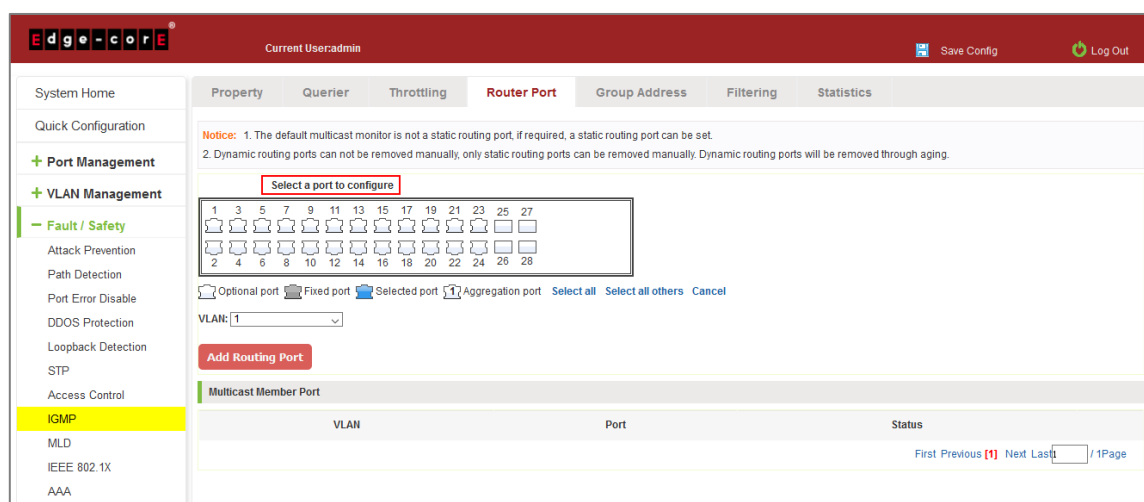 Edge-corE®
Current User:admin
Save Config
Log Out
System Home
Quick Configuration
+ Port Management
+ VLAN Management
− Fault / Safety
Attack Prevention
Path Detection
Port Error Disable
DDOS Protection
Loopback Detection
STP
Access Control
IGMP
MLD
IEEE 802.1X
AAA
Property Querier Throttling Router Port Group Address Filtering Statistics
Notice: 1. The default multicast monitor is not a static routing port, if required, a static routing port can be set.
2. Dynamic routing ports can not be removed manually, only static routing ports can be removed manually. Dynamic routing ports will be removed through aging.
Select a port to configure
1 3 5 7 9 11 13 15 17 19 21 23 25 27
2 4 6 8 10 12 14 16 18 20 22 24 26 28
Optional port Fixed port Selected port 1 Aggregation port Select all Select all others Cancel
VLAN: 1
Add Routing Port
Multicast Member Port
VLAN Port Status
First Previous [1] Next Last 1 / 1Page